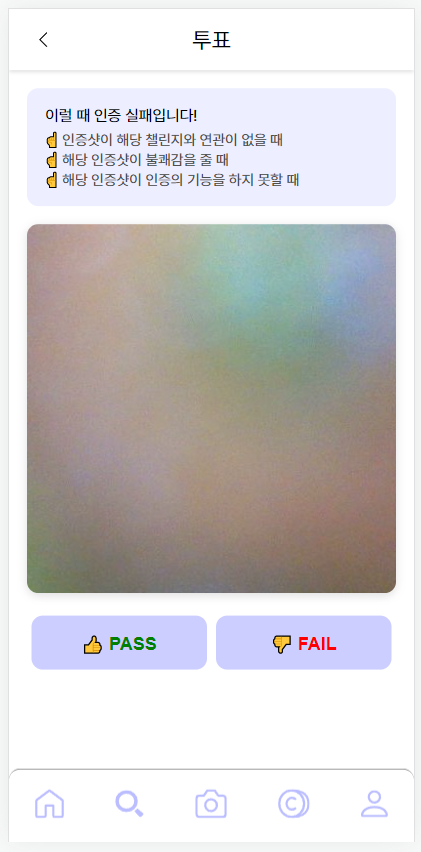 투표
이럴 때 인증 실패입니다!
☝️ 인증샷이 해당 챌린지와 연관이 없을 때
☝️ 해당 인증샷이 불쾌감을 줄 때
☝️ 해당 인증샷이 인증의 기능을 하지 못할 때
👍 PASS
👎 FAIL